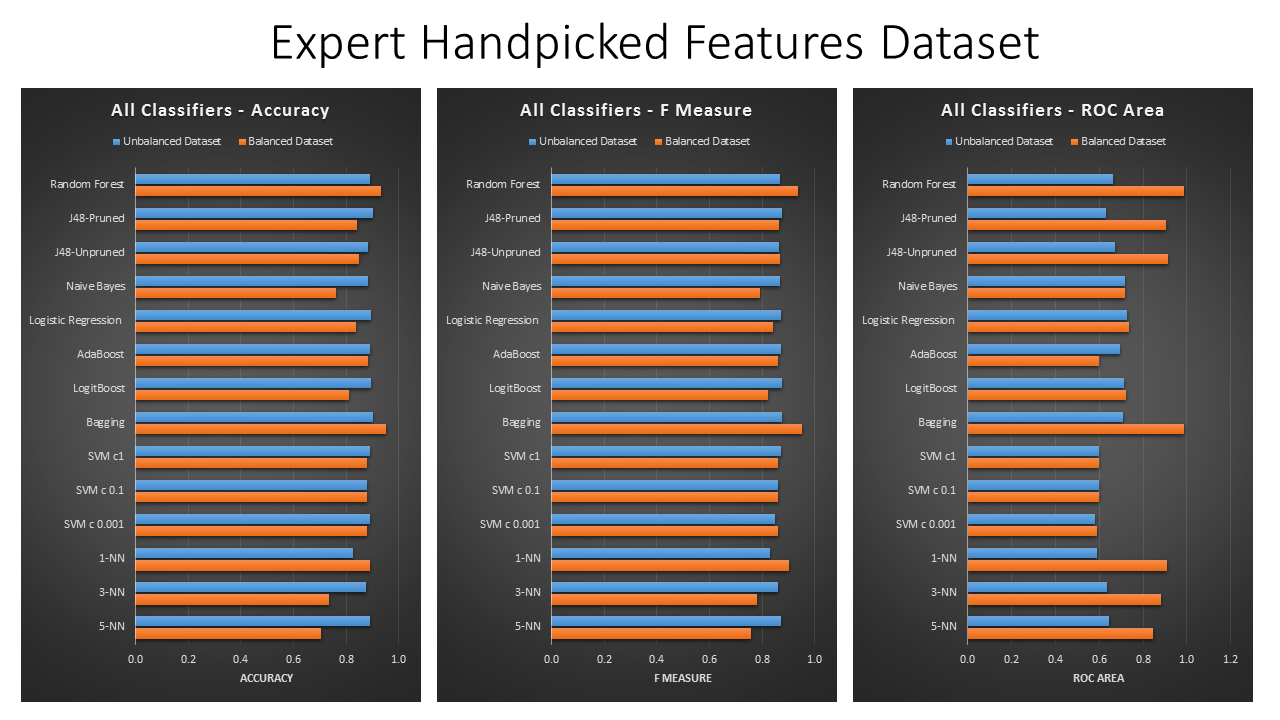 Expert Handpicked Features Dataset
All Classifiers - Accuracy
Unbalanced Dataset Balanced Dataset
Random Forest
J48-Pruned
J48-Unpruned
Naive Bayes
Logistic Regression
AdaBoost
LogitBoost
Bagging
SVM c1
SVM c 0.1
SVM c 0.001
1-NN
3-NN
5-NN
0.0 0.2 0.4 0.6 0.8 1.0
ACCURACY
All Classifiers - F Measure
Unbalanced Dataset Balanced Dataset
Random Forest
J48-Pruned
J48-Unpruned
Naive Bayes
Logistic Regression
AdaBoost
LogitBoost
Bagging
SVM c1
SVM c 0.1
SVM c 0.001
1-NN
3-NN
5-NN
0.0 0.2 0.4 0.6 0.8 1.0
F MEASURE
All Classifiers - ROC Area
Unbalanced Dataset Balanced Dataset
Random Forest
J48-Pruned
J48-Unpruned
Naive Bayes
Logistic Regression
AdaBoost
LogitBoost
Bagging
SVM c1
SVM c 0.1
SVM c 0.001
1-NN
3-NN
5-NN
0.0 0.2 0.4 0.6 0.8 1.0 1.2
ROC AREA